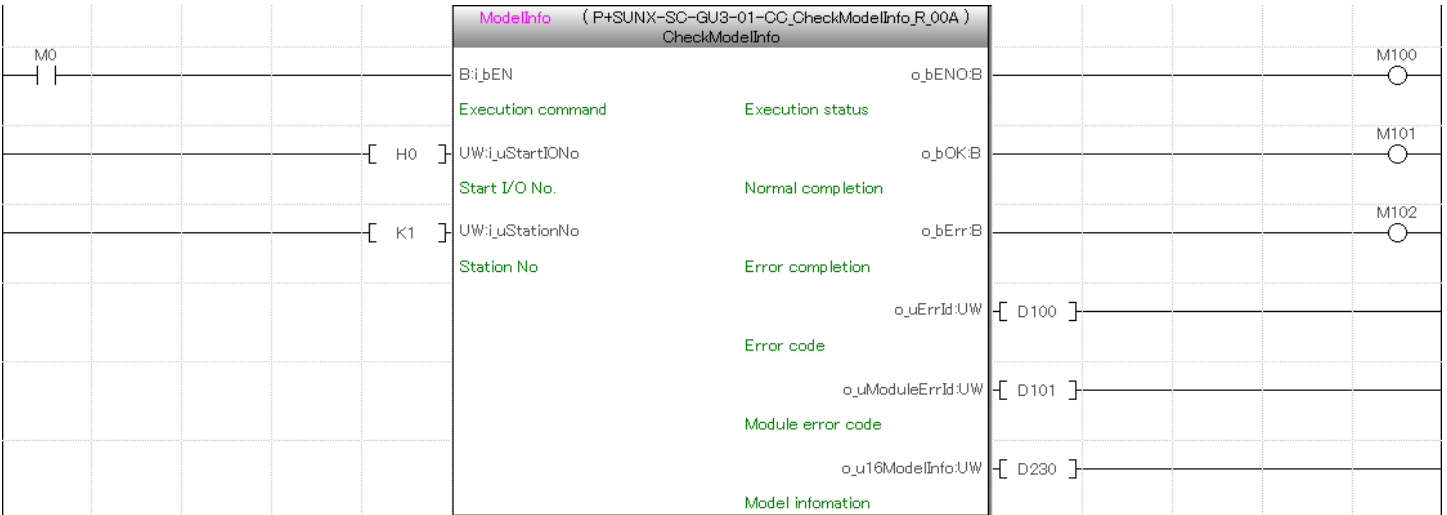 ModelInfo (P+SUNX-SC-GU3-01-CC_CheckModelInfo_R_00A)
CheckModelInfo
M0 M100
B:i_bEN o_bENO:B
Execution command Execution status
M101
H0 UW:i_uStartIONo o_bOK:B
Start I/O No. Normal completion
M102
K1 UW:i_uStationNo o_bErr:B
Station No Error completion
o_uErrId:UW D100
Error code
o_uModuleErrId:UW D101
Module error code
o_u16ModelInfo:UW D230
Model infomation